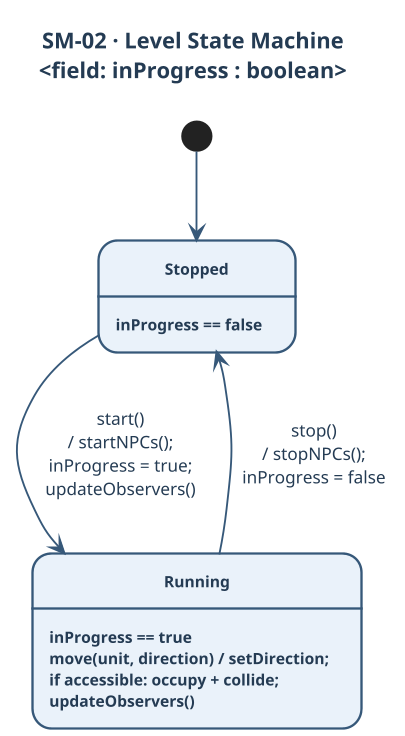 SM-02 · Level State Machine
<field: inProgress : boolean>
Stopped
inProgress == false
start()
/ startNPCs();
inProgress = true;
updateObservers()
stop()
/ stopNPCs();
inProgress = false
Running
inProgress == true
move(unit, direction) / setDirection;
if accessible: occupy + collide;
updateObservers()